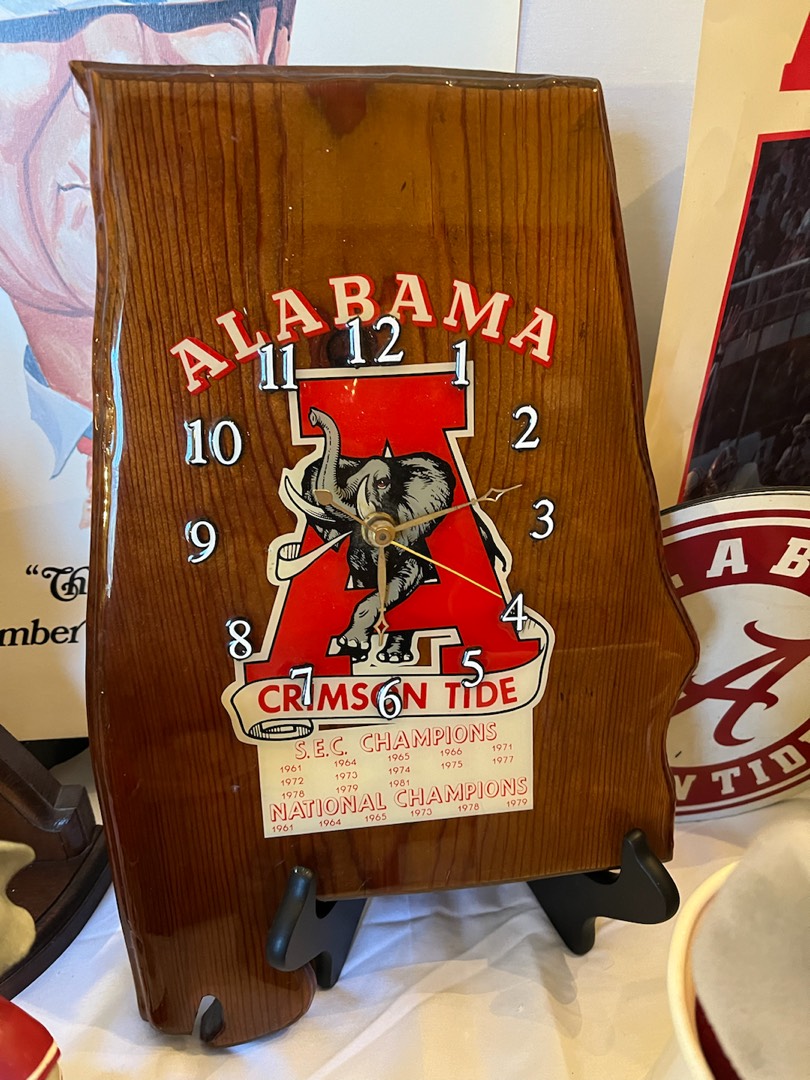 ALABAMA
11 12 1
10 2
9 3
8 4
7 6 5
CRIMSON TIDE
S.E.C. CHAMPIONS
1961 1964 1965 1966 1971
1972 1973 1974 1975 1977
1978 1979 1981
NATIONAL CHAMPIONS
1961 1964 1965 1973 1978 1979